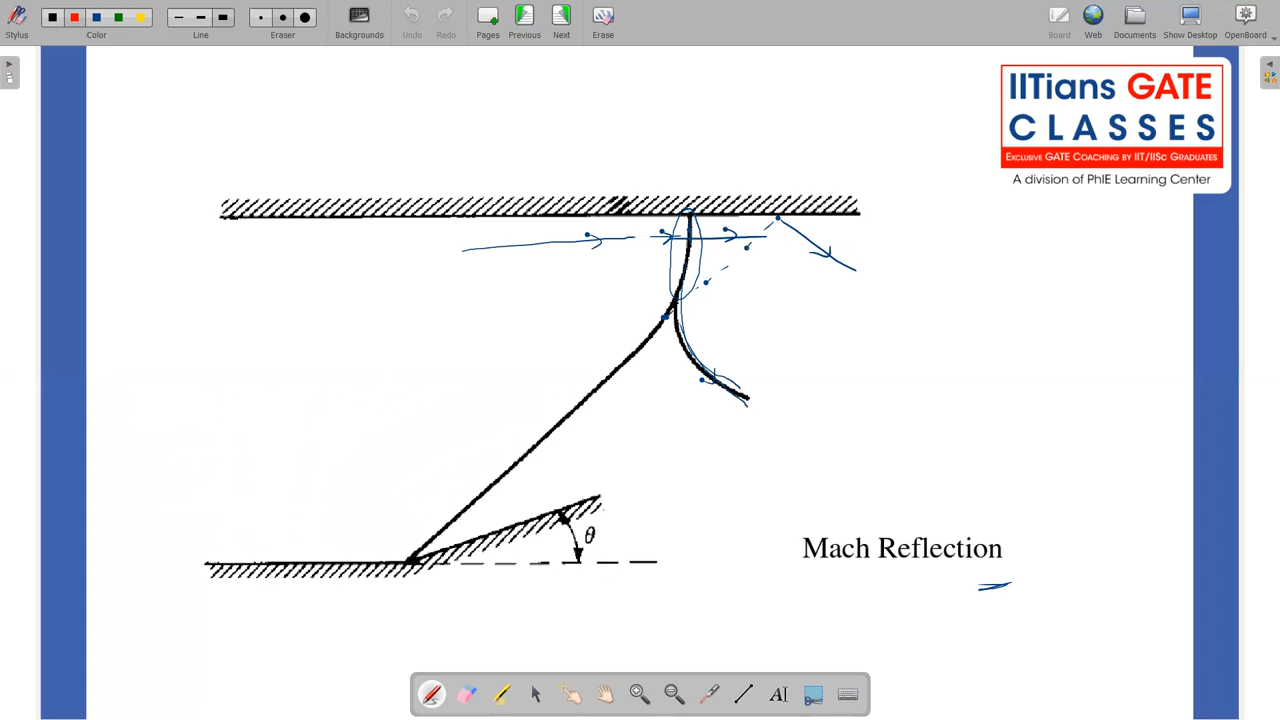 Stylus
Color
Line
Eraser
Backgrounds
Undo
Redo
Pages
Previous
Next
Erase
Board
Web
Documents
Show Desktop
OpenBoard
IITians GATE
CLASSES
EXCLUSIVE GATE COACHING BY IIT/IISc GRADUATES
A division of PhIE Learning Center
θ
Mach Reflection
AI